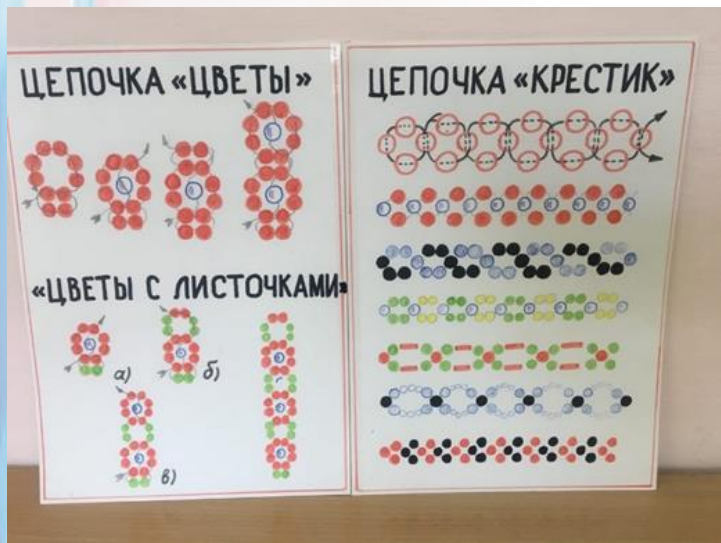 ЦЕПОЧКА «ЦВЕТЫ»
«ЦВЕТЫ С ЛИСТОЧКАМИ»
а)
б)
в)
ЦЕПОЧКА «КРЕСТИК»